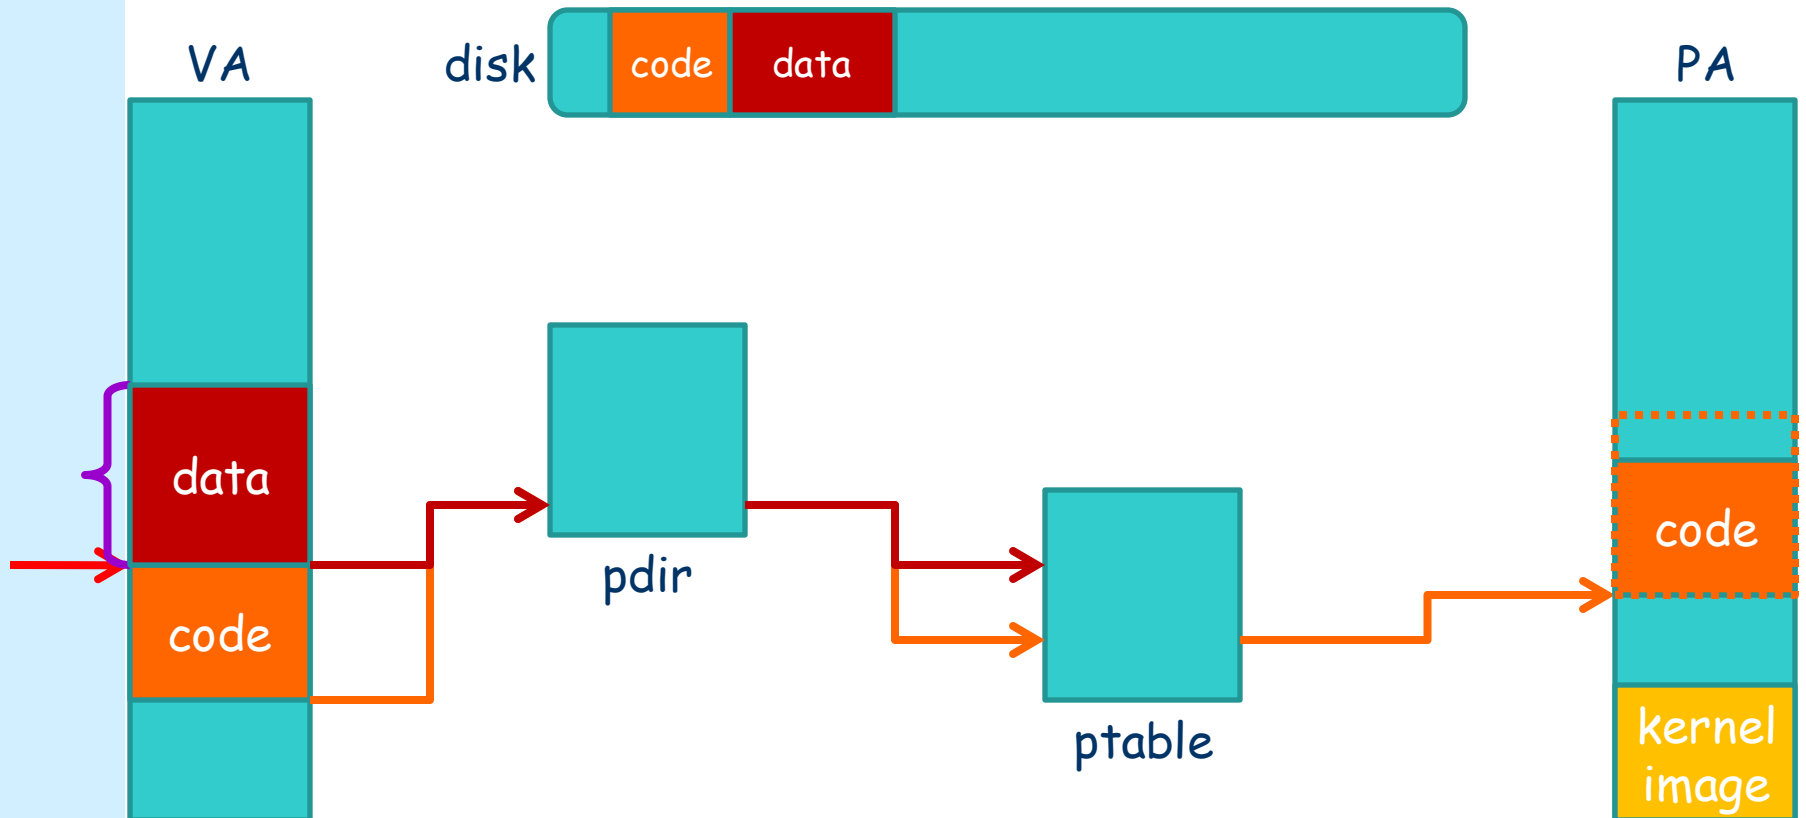 VA
disk
code
data
PA
data
code
pdir
ptable
code
kernel
image